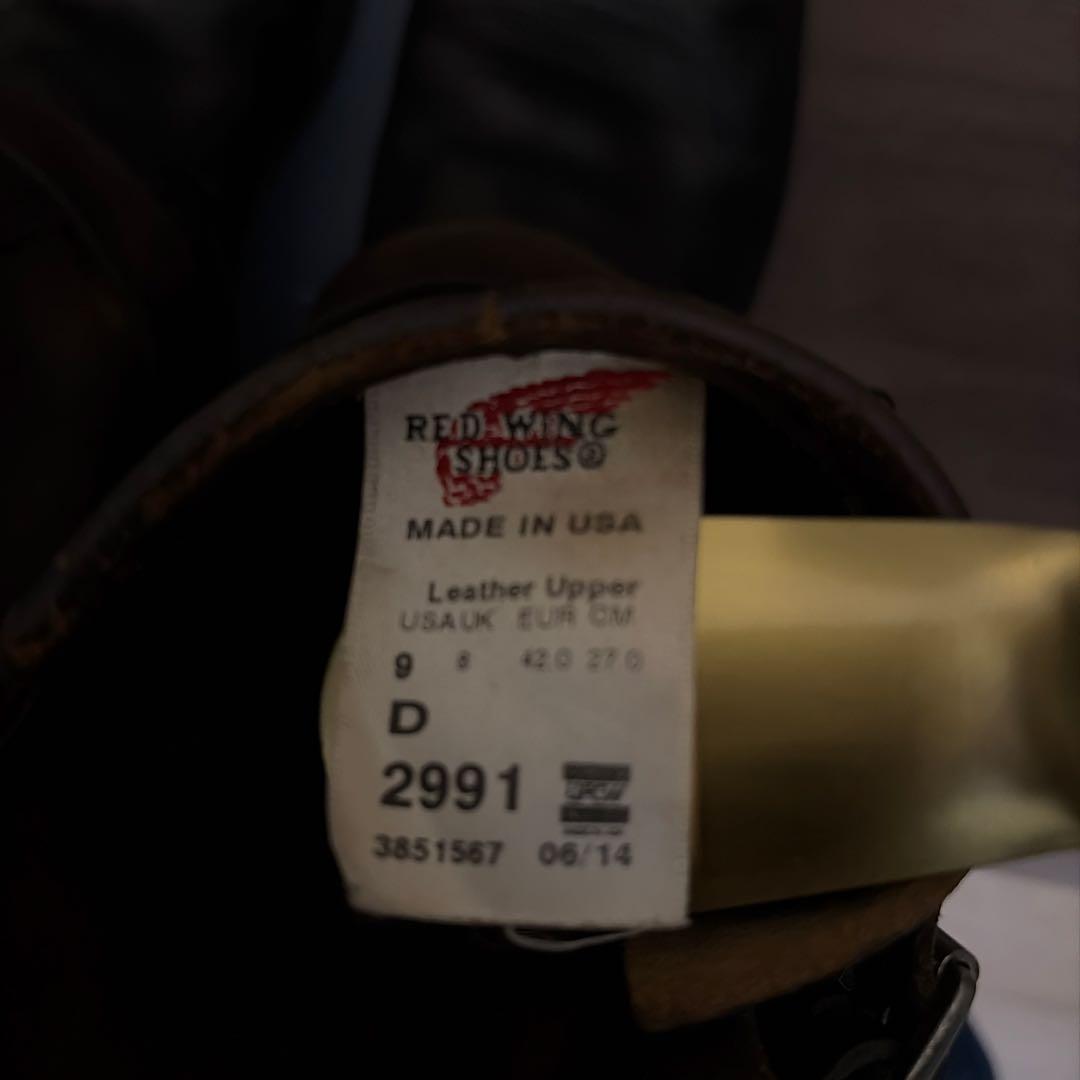 RED WING
SHOES®
MADE IN USA
Leather Upper
USA UK EUR CM
9 8 42.0 27.0
D
2991
UFCW
3851567 06/14